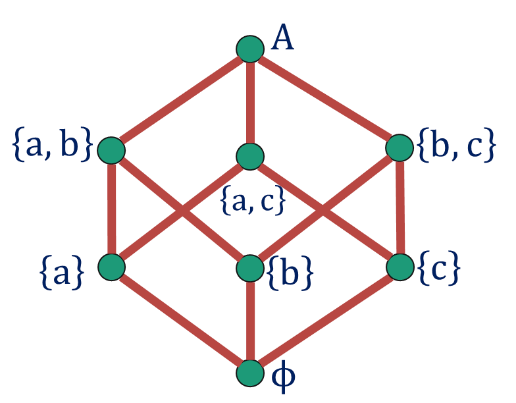 A
{a, b}
{b, c}
{a, c}
{a}
{b}
{c}
ϕ